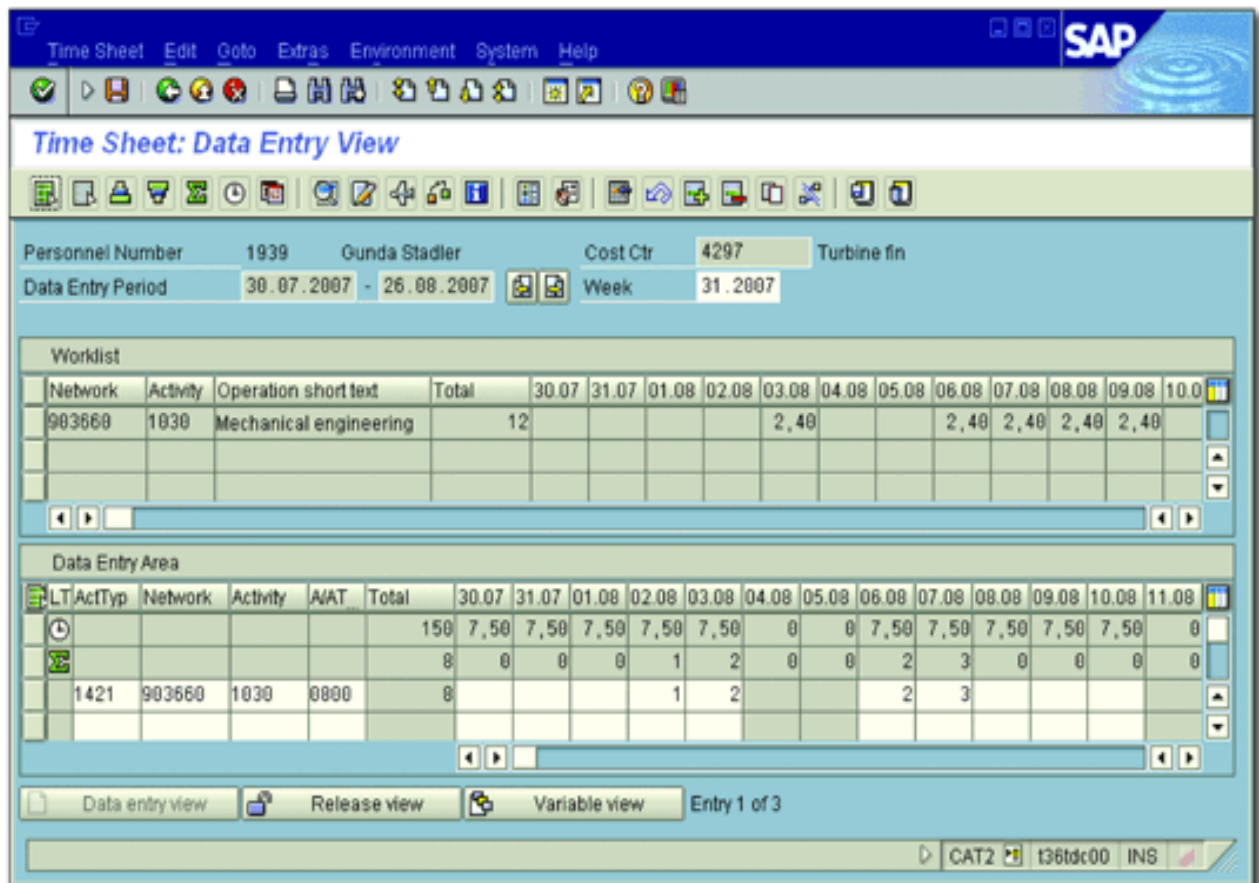 Time Sheet Edit Goto Extras Environment System Help
SAP
Time Sheet: Data Entry View
Personnel Number 1939 Gunda Stadler Cost Ctr 4297 Turbine fin
Data Entry Period 30.07.2007 - 26.08.2007 Week 31.2007
Worklist
Network Activity Operation short text Total 30.07 31.07 01.08 02.08 03.08 04.08 05.08 06.08 07.08 08.08 09.08 10.0
903660 1030 Mechanical engineering 12 2,40 2,40 2,40 2,40 2,40
Data Entry Area
LT ActTyp Network Activity A/AT... Total 30.07 31.07 01.08 02.08 03.08 04.08 05.08 06.08 07.08 08.08 09.08 10.08 11.08
150 7,50 7,50 7,50 7,50 7,50 0 0 7,50 7,50 7,50 7,50 7,50 0
8 0 0 0 1 2 0 0 2 3 0 0 0 0
1421 903660 1030 0800 8 1 2 2 3
Data entry view Release view Variable view Entry 1 of 3
CAT2 t36tdc00 INS